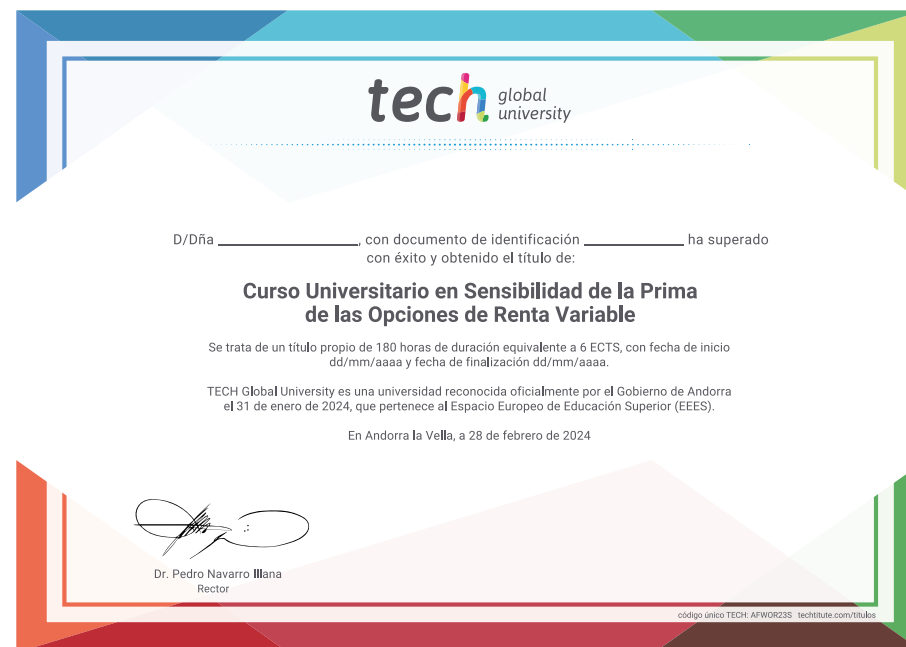 tech global university
D/Dña ____________________, con documento de identificación ______________ ha superado
con éxito y obtenido el título de:
Curso Universitario en Sensibilidad de la Prima
de las Opciones de Renta Variable
Se trata de un título propio de 180 horas de duración equivalente a 6 ECTS, con fecha de inicio
dd/mm/aaaa y fecha de finalización dd/mm/aaaa.
TECH Global University es una universidad reconocida oficialmente por el Gobierno de Andorra
el 31 de enero de 2024, que pertenece al Espacio Europeo de Educación Superior (EEES).
En Andorra la Vella, a 28 de febrero de 2024
Dr. Pedro Navarro Illana
Rector
código único TECH: AFWOR23S techtitute.com/titulos